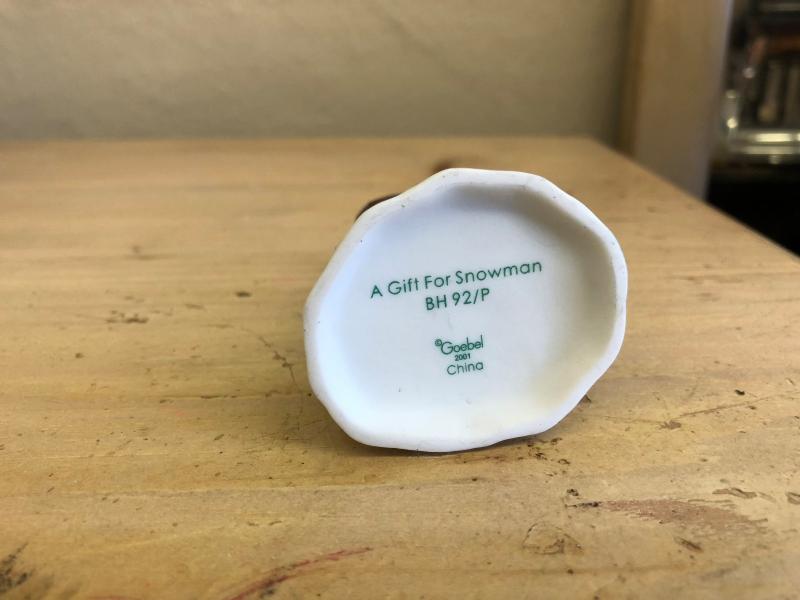 A Gift For Snowman
BH 92/P
©Goebel
2001
China